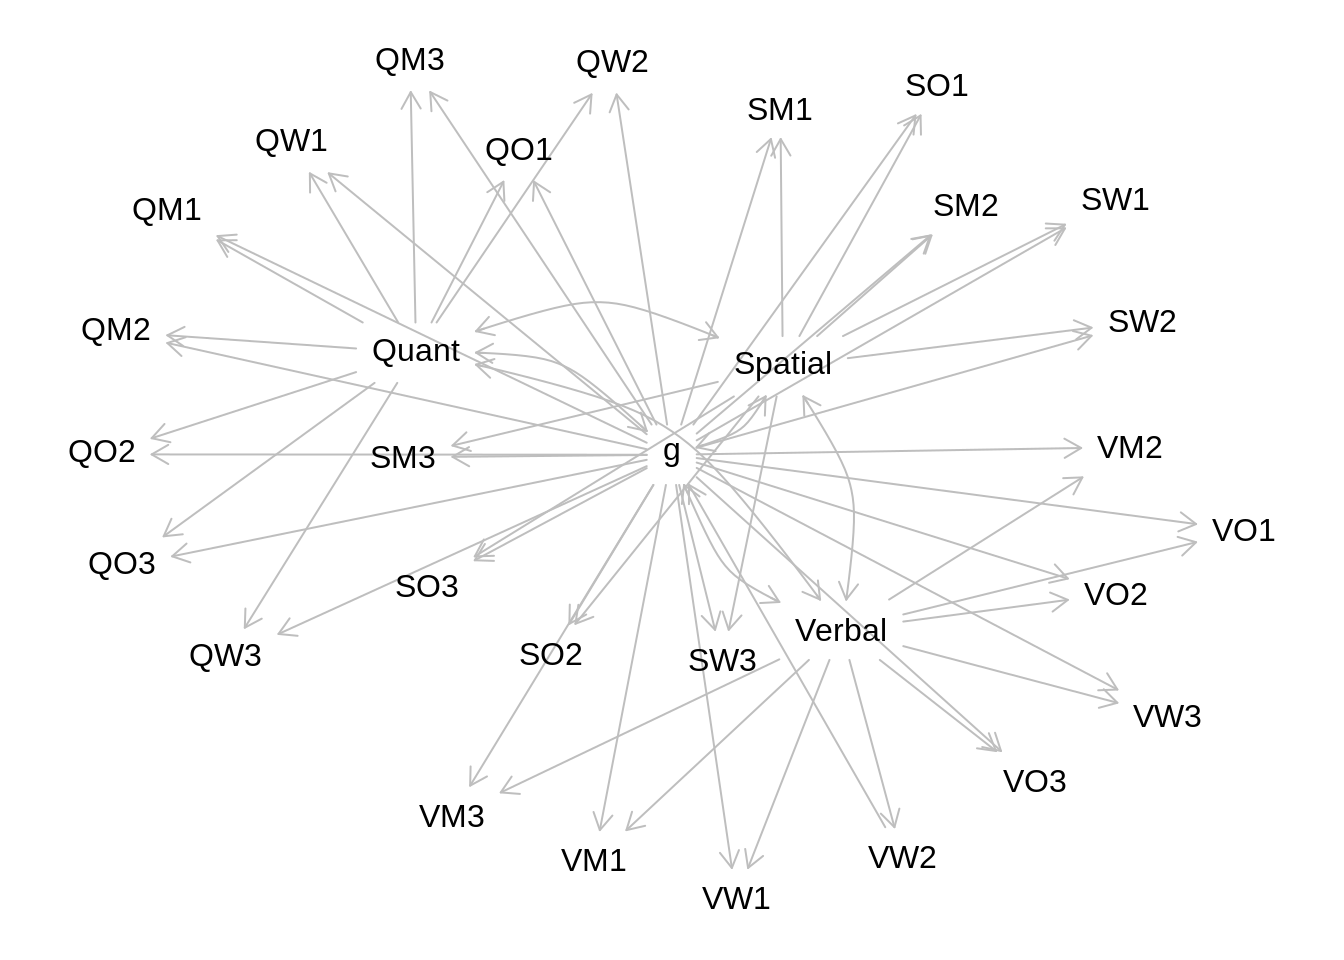 QM3
QW2
SO1
SM1
QW1
QO1
SW1
SM2
QM1
SW2
QM2
Quant
Spatial
VM2
g
QO2
SM3
VO1
QO3
SO3
VO2
Verbal
QW3
SO2
SW3
VW3
VO3
VM3
VM1
VW2
VW1